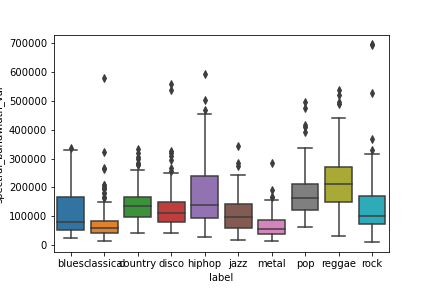 700000
600000
500000
400000
300000
200000
100000
0
spectral_bandwidth_var
blues classical country disco hiphop jazz metal pop reggae rock
label